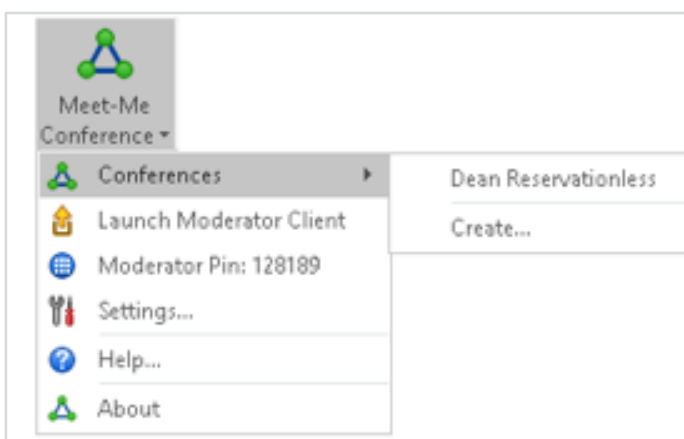 Meet-Me
Conference
Conferences
Dean Reservationless
Launch Moderator Client
Create...
Moderator Pin: 128189
Settings...
Help...
About